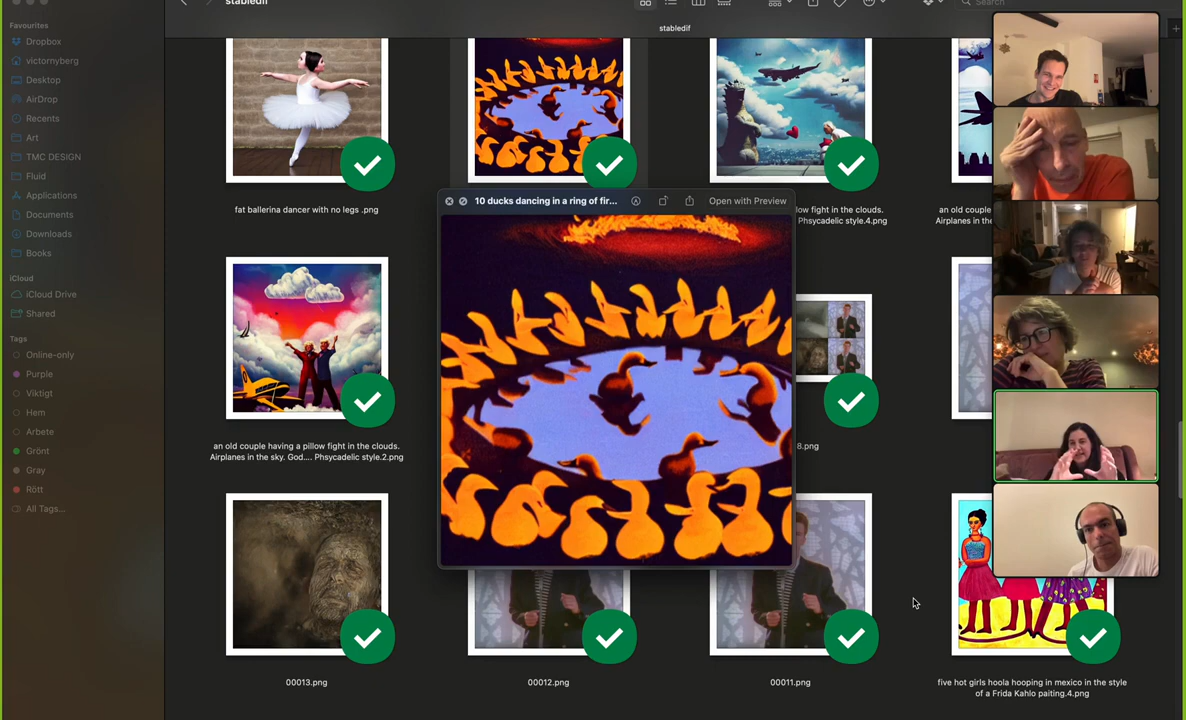 stabledif
Search
stabledif
Favourites
Dropbox
victornyberg
Desktop
AirDrop
Recents
Art
TMC DESIGN
Fluid
Applications
Documents
Downloads
Books
iCloud
iCloud Drive
Shared
Tags
Online-only
Purple
Viktigt
Hem
Arbete
Grönt
Gray
Rött
All Tags...
fat ballerina dancer with no legs .png
low fight in the clouds.
Phsycadelic style.4.png
an old couple
Airplanes in the
10 ducks dancing in a ring of fir...
Open with Preview
an old couple having a pillow fight in the clouds.
Airplanes in the sky. God.... Phsycadelic style.2.png
8.png
00013.png
00012.png
00011.png
five hot girls hoola hooping in mexico in the style
of a Frida Kahlo paiting.4.png